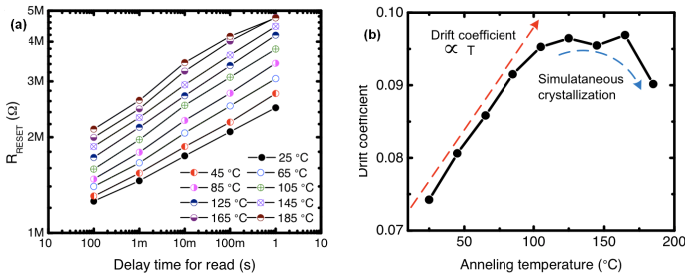 (a)
5M
4M
3M
2M
1M
R_RESET (Ω)
10 100 1m 10m 100m 1 10
Delay time for read (s)
25 °C
45 °C 65 °C
85 °C 105 °C
125 °C 145 °C
165 °C 185 °C
(b)
0.10
0.09
0.08
0.07
Drift coefficient
Drift coefficient
∝ T
Simulataneous
crystallization
50 100 150 200
Anneling temperature (°C)